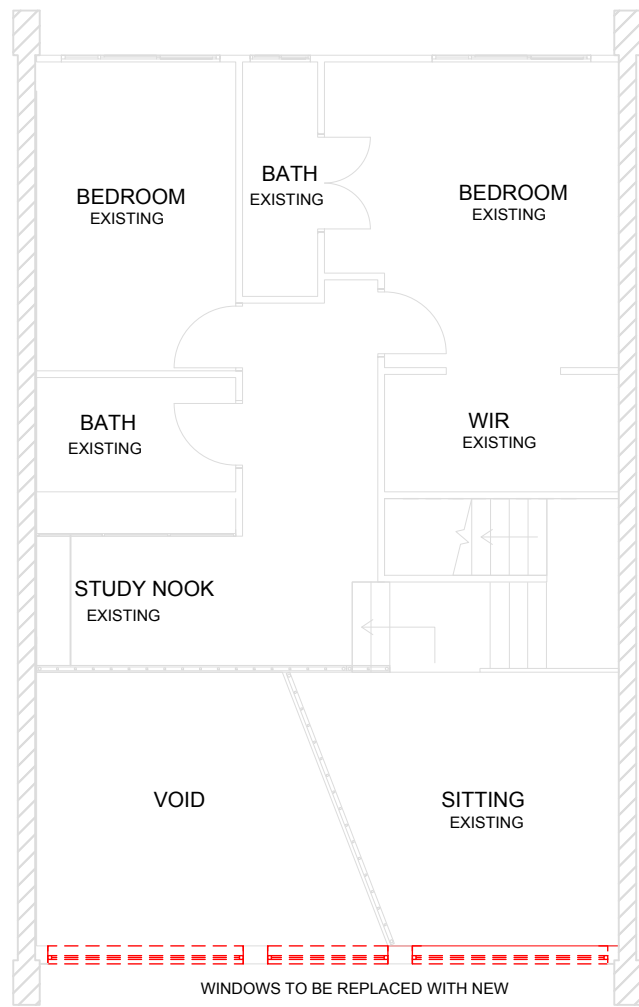 BATH
EXISTING
BEDROOM
EXISTING
BEDROOM
EXISTING
BATH
EXISTING
WIR
EXISTING
STUDY NOOK
EXISTING
VOID
SITTING
EXISTING
WINDOWS TO BE REPLACED WITH NEW